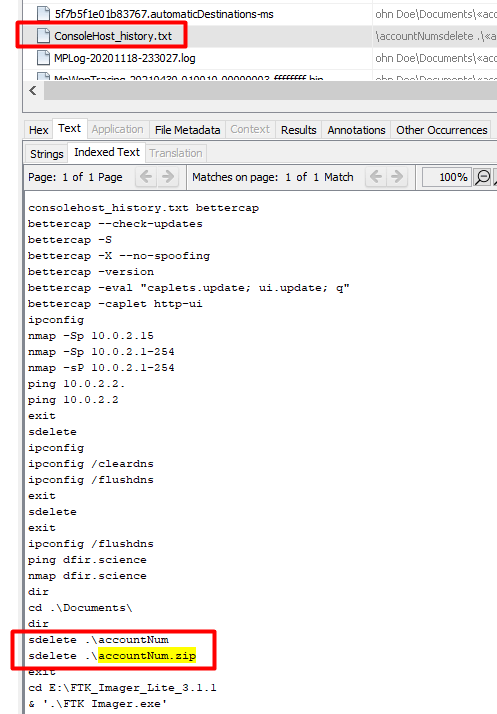 5f7b5f1e01b83767.automaticDestinations-ms ohn Doe\Documents\«acc
ConsoleHost_history.txt \accountNumsdelete .\«a
MPLog-20201118-233027.log ohn Doe\Documents\«acc
MpWppTracing-20210430-010010-00000003-ffffffff.bin ohn Doe\Documents\«acc
Hex Text Application File Metadata Context Results Annotations Other Occurrences
Strings Indexed Text Translation
Page: 1 of 1 Page Matches on page: 1 of 1 Match 100%
consolehost_history.txt bettercap
bettercap --check-updates
bettercap -S
bettercap -X --no-spoofing
bettercap -version
bettercap -eval "caplets.update; ui.update; q"
bettercap -caplet http-ui
ipconfig
nmap -Sp 10.0.2.15
nmap -Sp 10.0.2.1-254
nmap -sP 10.0.2.1-254
ping 10.0.2.2.
ping 10.0.2.2
exit
sdelete
ipconfig
ipconfig /cleardns
ipconfig /flushdns
exit
sdelete
exit
ipconfig /flushdns
ping dfir.science
nmap dfir.science
dir
cd .\Documents\
dir
sdelete .\accountNum
sdelete .\accountNum.zip
exit
cd E:\FTK_Imager_Lite_3.1.1
& '.\FTK Imager.exe'